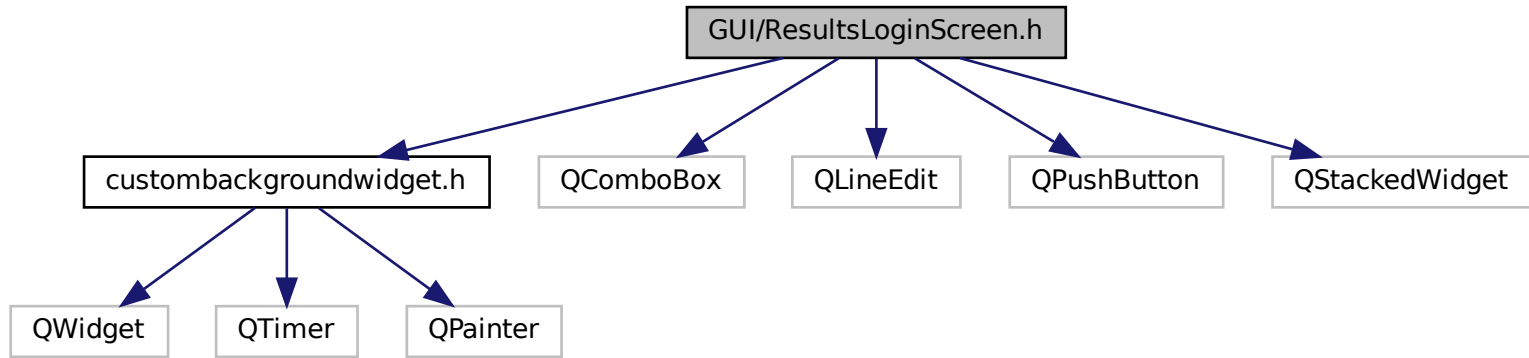 GUI/ResultsLoginScreen.h
custombackgroundwidget.h
QComboBox
QLineEdit
QPushButton
QStackedWidget
QWidget
QTimer
QPainter